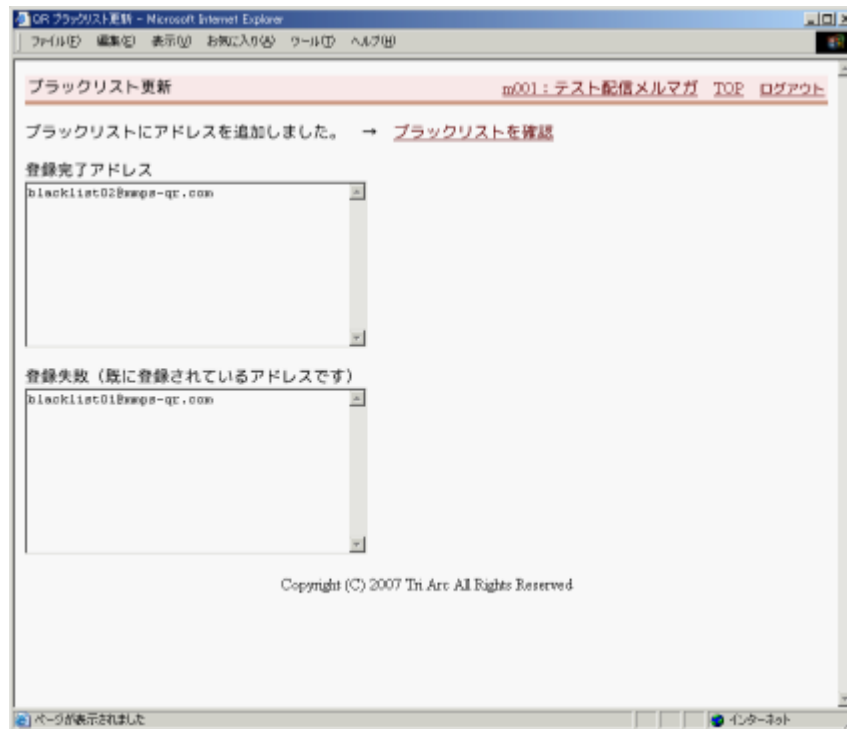 QR ブラックリスト更新 - Microsoft Internet Explorer
ファイル(F) 編集(E) 表示(V) お気に入り(A) ツール(T) ヘルプ(H)
ブラックリスト更新 m001：テスト配信メルマガ TOP ログアウト
ブラックリストにアドレスを追加しました。 → ブラックリストを確認
登録完了アドレス
blacklist02@mmps-qr.com
登録失敗（既に登録されているアドレスです）
blacklist01@mmps-qr.com
Copyright (C) 2007 Tri Arc All Rights Reserved
ページが表示されました インターネット